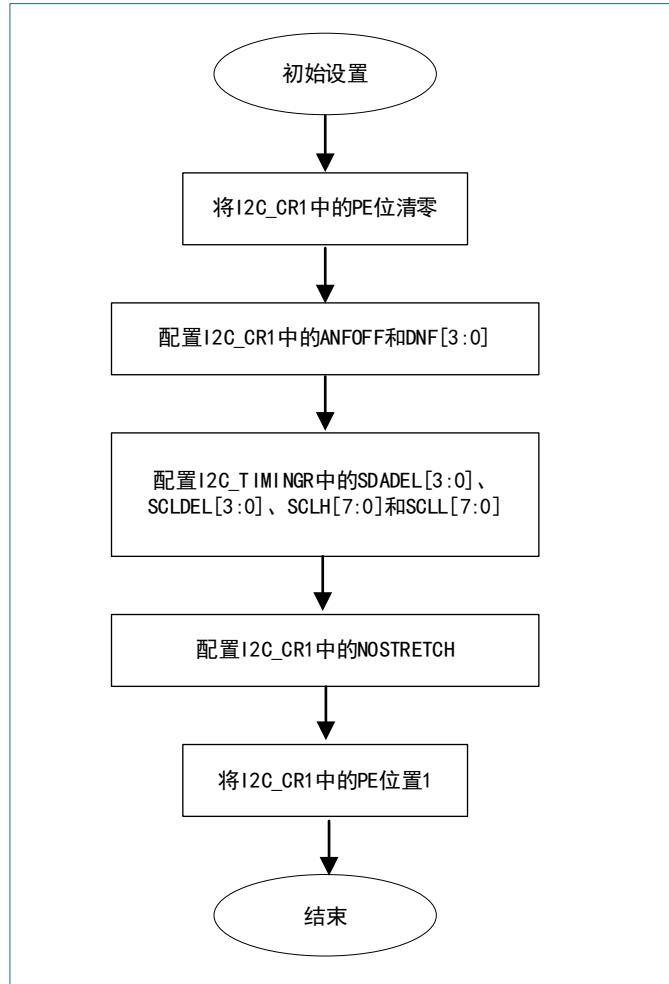 初始设置
将I2C_CR1中的PE位清零
配置I2C_CR1中的ANFOFF和DNF[3:0]
配置I2C_TIMINGR中的SDADEL[3:0]、
SCLDEL[3:0]、SCLH[7:0]和SCLL[7:0]
配置I2C_CR1中的NOSTRETCH
将I2C_CR1中的PE位置1
结束